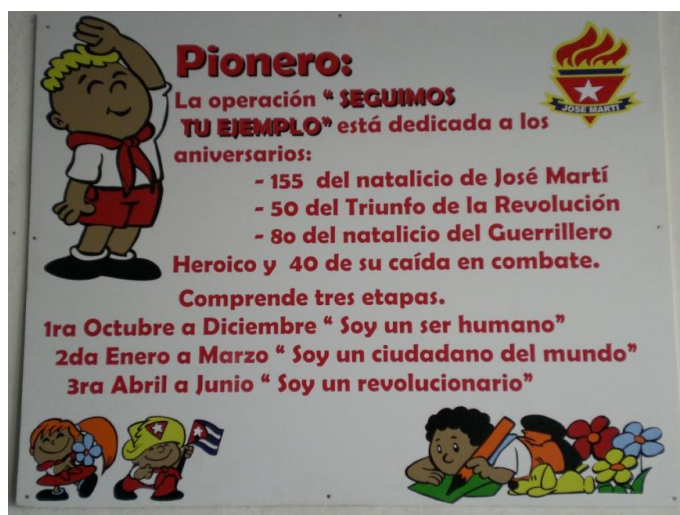 Pionero:
La operación “ SEGUIMOS
TU EJEMPLO” está dedicada a los
aniversarios:
- 155 del natalicio de José Martí
- 50 del Triunfo de la Revolución
- 80 del natalicio del Guerrillero
Heroico y 40 de su caída en combate.
Comprende tres etapas.
1ra Octubre a Diciembre “ Soy un ser humano”
2da Enero a Marzo “ Soy un ciudadano del mundo”
3ra Abril a Junio “ Soy un revolucionario”
JOSE MARTI